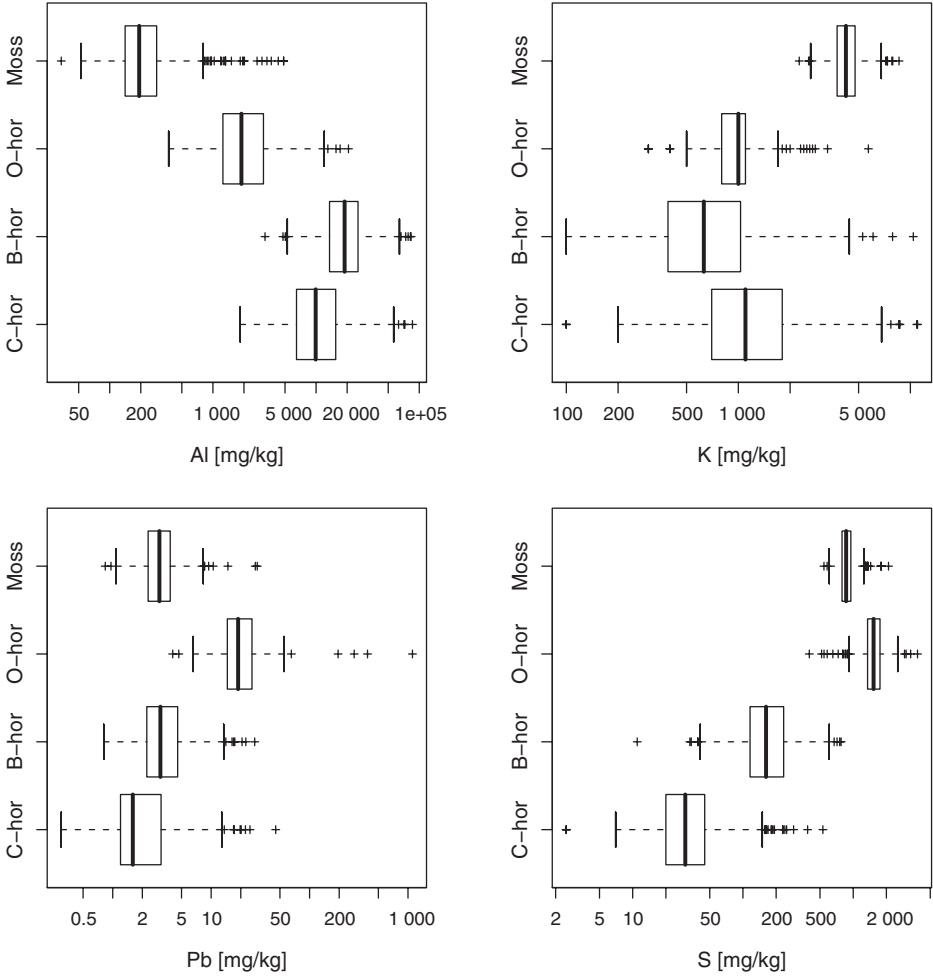 Moss
O−hor
B−hor
C−hor
50 200 1 000 5 000 20 000 1e+05
Al [mg/kg]
Moss
O−hor
B−hor
C−hor
100 200 500 1 000 5 000
K [mg/kg]
Moss
O−hor
B−hor
C−hor
0.5 2 5 10 50 200 1 000
Pb [mg/kg]
Moss
O−hor
B−hor
C−hor
2 5 10 50 200 500 2 000
S [mg/kg]